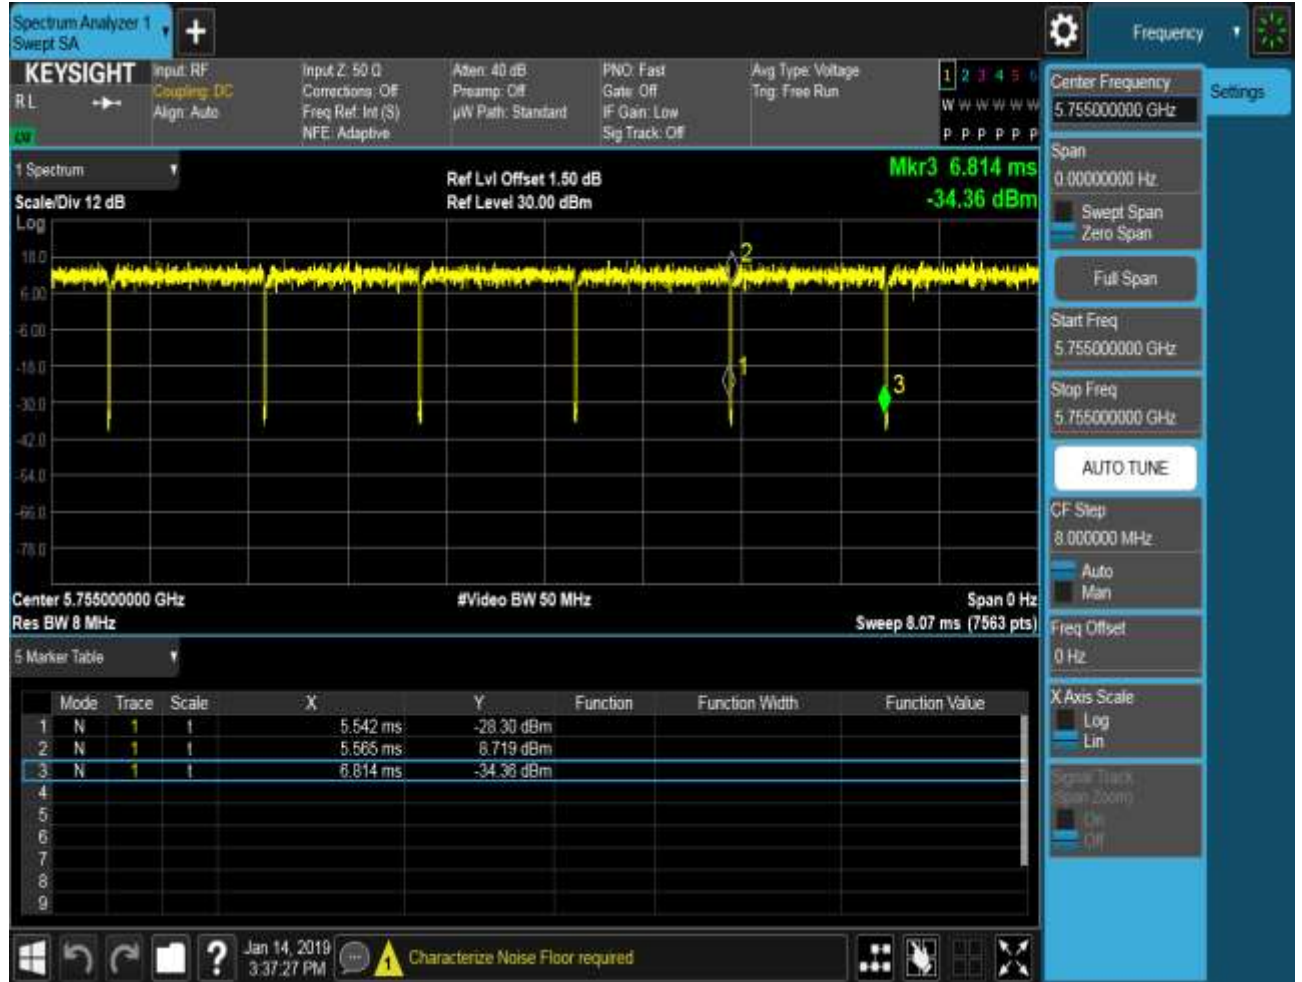 Spectrum Analyzer 1
Swept SA
Frequency
KEYSIGHT
RL
Input: RF
Coupling: DC
Align: Auto
Input Z: 50 Ω
Corrections: Off
Freq Ref: Int (S)
NFE: Adaptive
Atten: 40 dB
Preamp: Off
µW Path: Standard
PNO: Fast
Gate: Off
IF Gain: Low
Sig Track: Off
Avg Type: Voltage
Trig: Free Run
1 2 3 4 5 6
W W W W W W
P P P P P P
1 Spectrum
Scale/Div 12 dB
Log
Ref Lvl Offset 1.50 dB
Ref Level 30.00 dBm
Mkr3 6.814 ms
-34.36 dBm
18.0
6.00
-6.00
-18.0
-30.0
-42.0
-54.0
-66.0
-78.0
2
1
3
Center 5.755000000 GHz
#Video BW 50 MHz
Span 0 Hz
Res BW 8 MHz
Sweep 8.07 ms (7563 pts)
5 Marker Table
Mode Trace Scale X Y Function Function Width Function Value
1 N 1 t 5.542 ms -28.30 dBm
2 N 1 t 5.565 ms 8.719 dBm
3 N 1 t 6.814 ms -34.36 dBm
4
5
6
7
8
9
Jan 14, 2019
3:37:27 PM
1
Characterize Noise Floor required
?
Center Frequency
5.755000000 GHz
Settings
Span
0.00000000 Hz
Swept Span
Zero Span
Full Span
Start Freq
5.755000000 GHz
Stop Freq
5.755000000 GHz
AUTO TUNE
CF Step
8.000000 MHz
Auto
Man
Freq Offset
0 Hz
X Axis Scale
Log
Lin
Signal Track
(Span Zoom)
On
Off